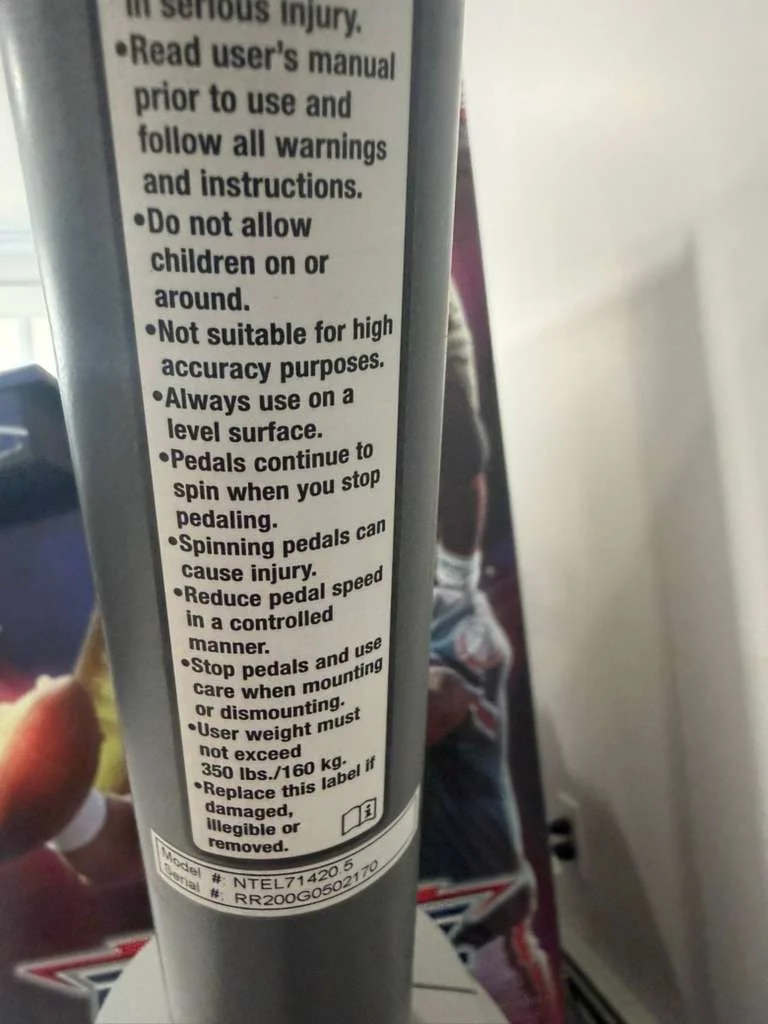 in serious injury.
•Read user's manual
prior to use and
follow all warnings
and instructions.
•Do not allow
children on or
around.
•Not suitable for high
accuracy purposes.
•Always use on a
level surface.
•Pedals continue to
spin when you stop
pedaling.
•Spinning pedals can
cause injury.
•Reduce pedal speed
in a controlled
manner.
•Stop pedals and use
care when mounting
or dismounting.
•User weight must
not exceed
350 lbs./160 kg.
•Replace this label if
damaged,
illegible or
removed.
Model #: NTEL71420.5
Serial #: RR200G0502170